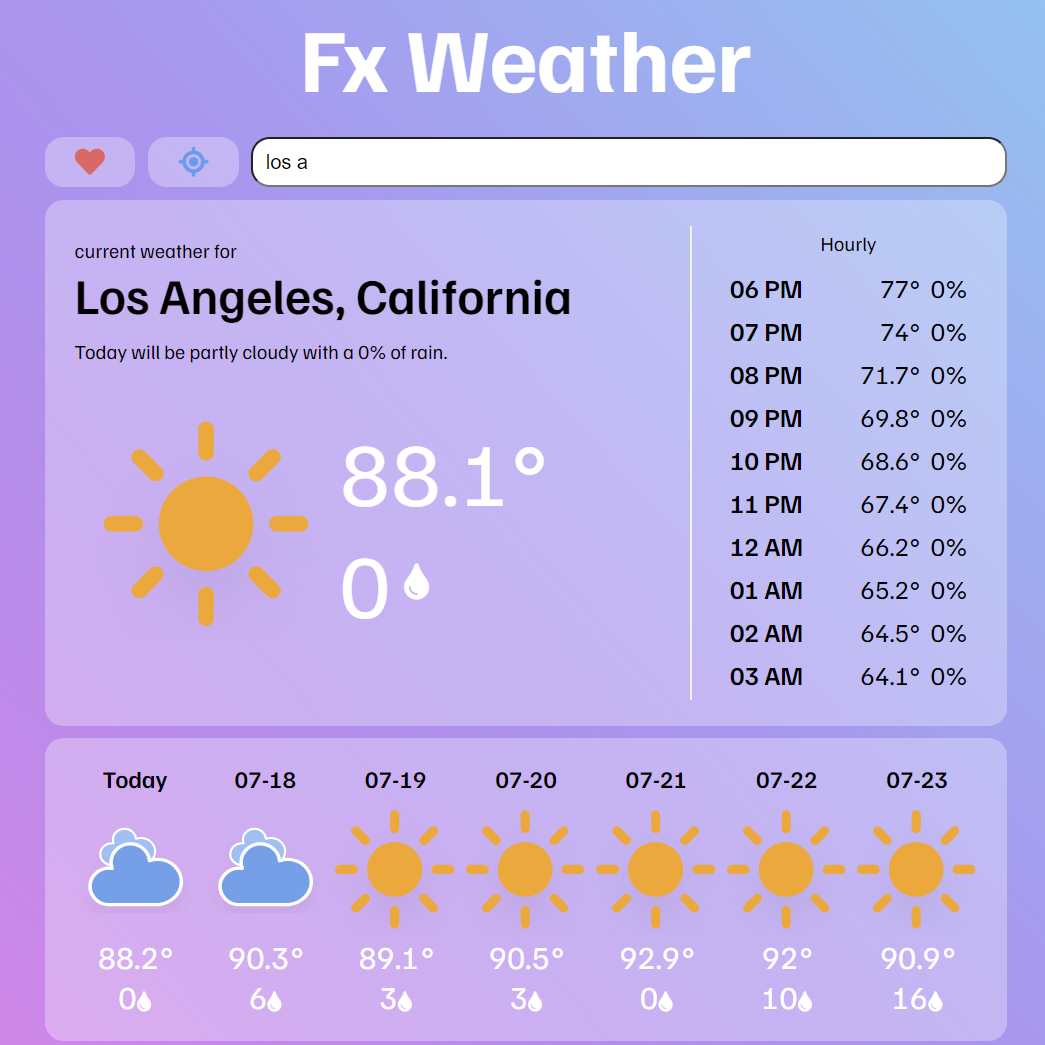 Fx Weather
los a
current weather for
Los Angeles, California
Today will be partly cloudy with a 0% of rain.
88.1°
0
Hourly
06 PM 77° 0%
07 PM 74° 0%
08 PM 71.7° 0%
09 PM 69.8° 0%
10 PM 68.6° 0%
11 PM 67.4° 0%
12 AM 66.2° 0%
01 AM 65.2° 0%
02 AM 64.5° 0%
03 AM 64.1° 0%
Today 07-18 07-19 07-20 07-21 07-22 07-23
88.2° 90.3° 89.1° 90.5° 92.9° 92° 90.9°
0 6 3 3 0 10 16